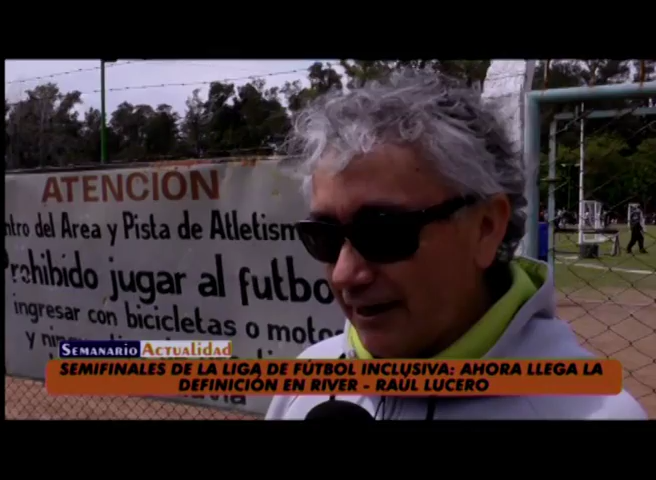 ATENCIÓN
ntro del Area y Pista de Atletism
rohibido jugar al futbo
ingresar con bicicletas o moto
SEMANARIO ACTUALIDAD
SEMIFINALES DE LA LIGA DE FÚTBOL INCLUSIVA: AHORA LLEGA LA
DEFINICIÓN EN RIVER - RAÚL LUCERO